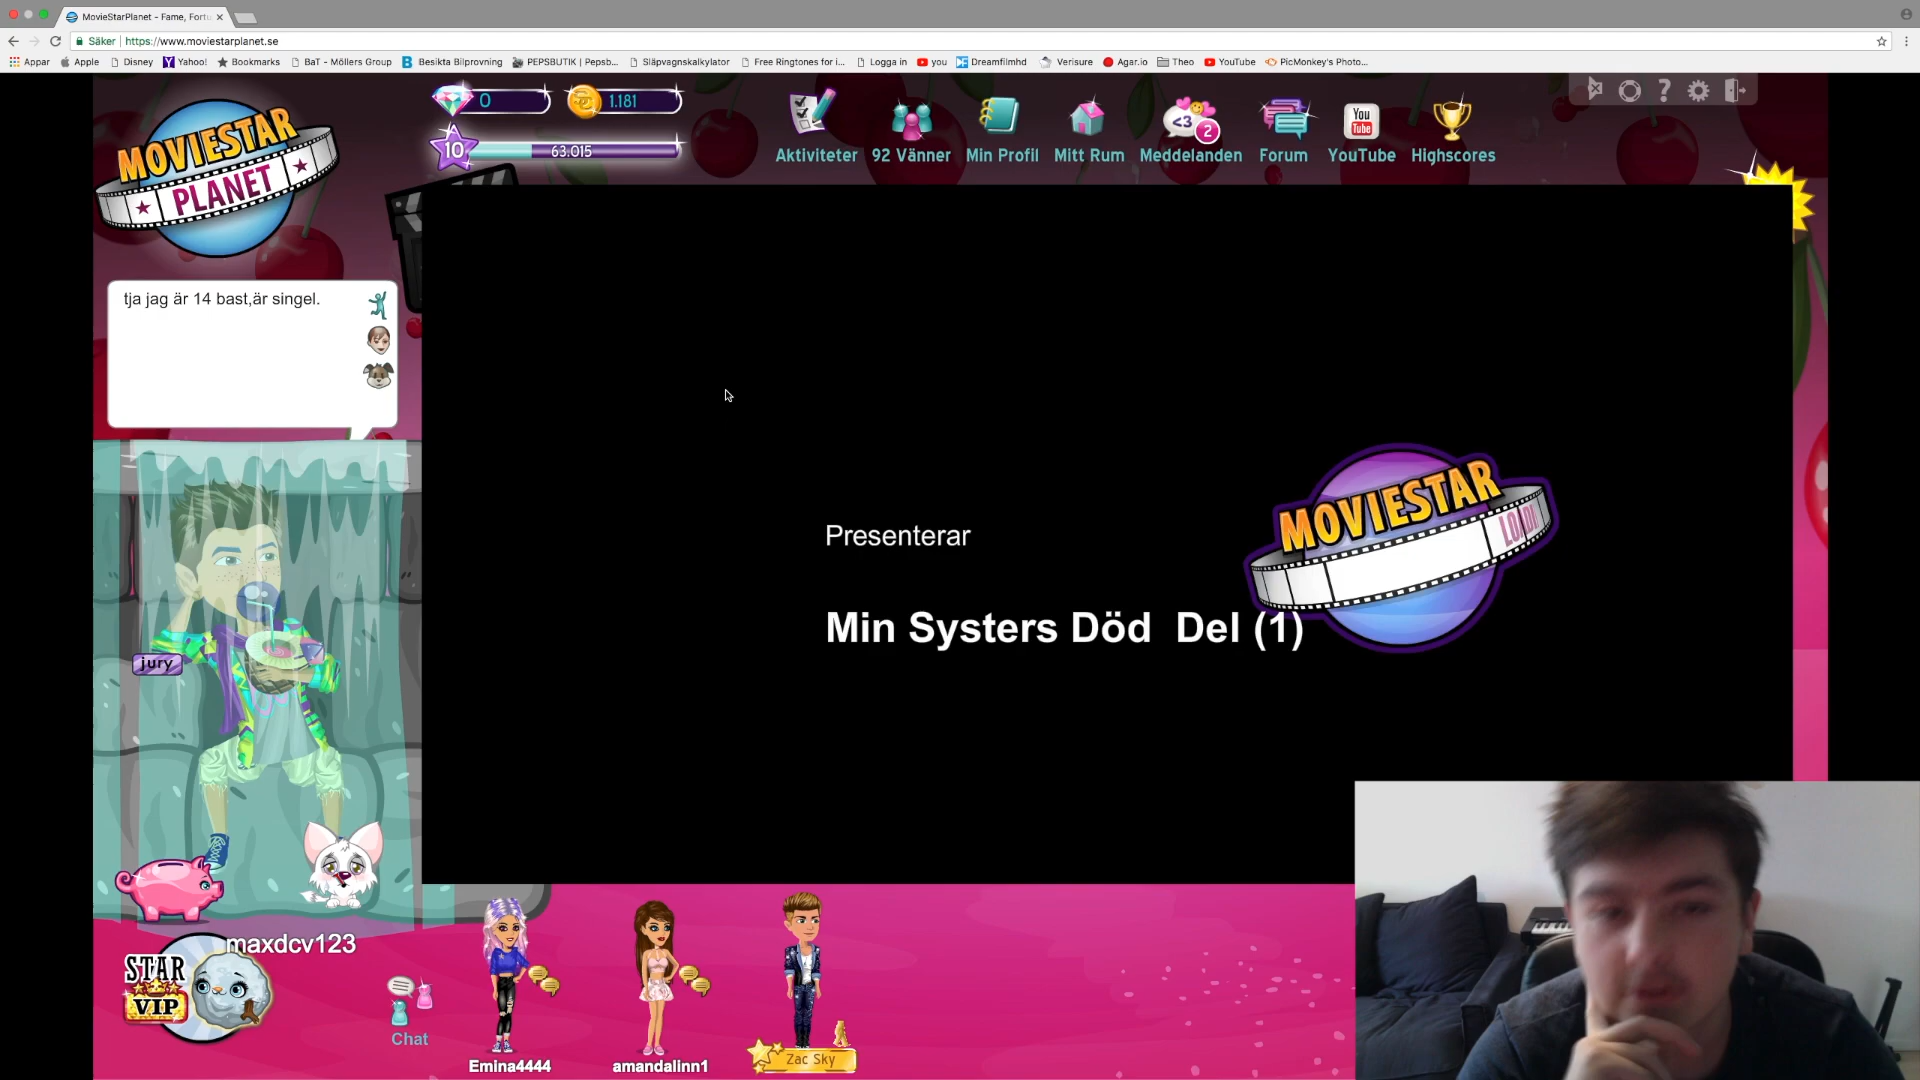 MovieStarPlanet - Fame, Fortu
Säker
https://www.moviestarplanet.se
Appar
Apple
Disney
Yahoo!
Bookmarks
BaT - Möllers Group
Besikta Bilprovning
PEPSBUTIK | Pepsb...
Släpvagnskalkylator
Free Ringtones for i...
Logga in
you
Dreamfilmhd
Verisure
Agar.io
Theo
YouTube
PicMonkey's Photo...
MOVIESTAR
PLANET
0
1.181
10
63.015
<3
2
You
Tube
?
Aktiviteter
92 Vänner
Min Profil
Mitt Rum
Meddelanden
Forum
YouTube
Highscores
tja jag är 14 bast,är singel.
MOVIESTAR
Presenterar
Min Systers Död Del (1)
jury
maxdcv123
STAR
VIP
Chat
Emina4444
amandalinn1
Zac Sky